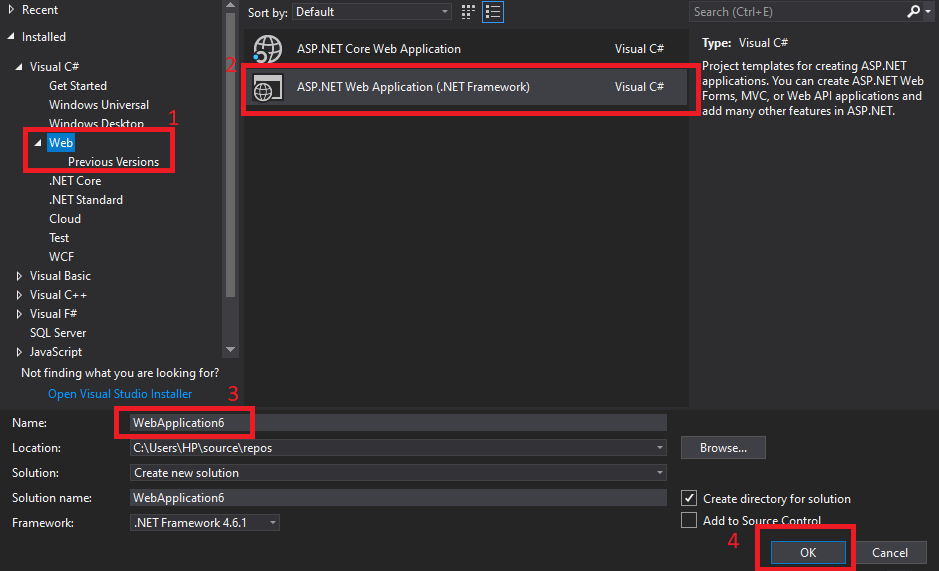 Recent
Installed
Visual C#
Get Started
Windows Universal
Windows Desktop
1
Web
Previous Versions
.NET Core
.NET Standard
Cloud
Test
WCF
Visual Basic
Visual C++
Visual F#
SQL Server
JavaScript
Not finding what you are looking for?
Open Visual Studio Installer
Sort by: Default
ASP.NET Core Web Application Visual C#
2
ASP.NET Web Application (.NET Framework) Visual C#
Search (Ctrl+E)
Type: Visual C#
Project templates for creating ASP.NET
applications. You can create ASP.NET Web
Forms, MVC, or Web API applications and
add many other features in ASP.NET.
3
Name: WebApplication6
Location: C:\Users\HP\source\repos Browse...
Solution: Create new solution
Solution name: WebApplication6 Create directory for solution
Framework: .NET Framework 4.6.1 Add to Source Control
4
OK Cancel